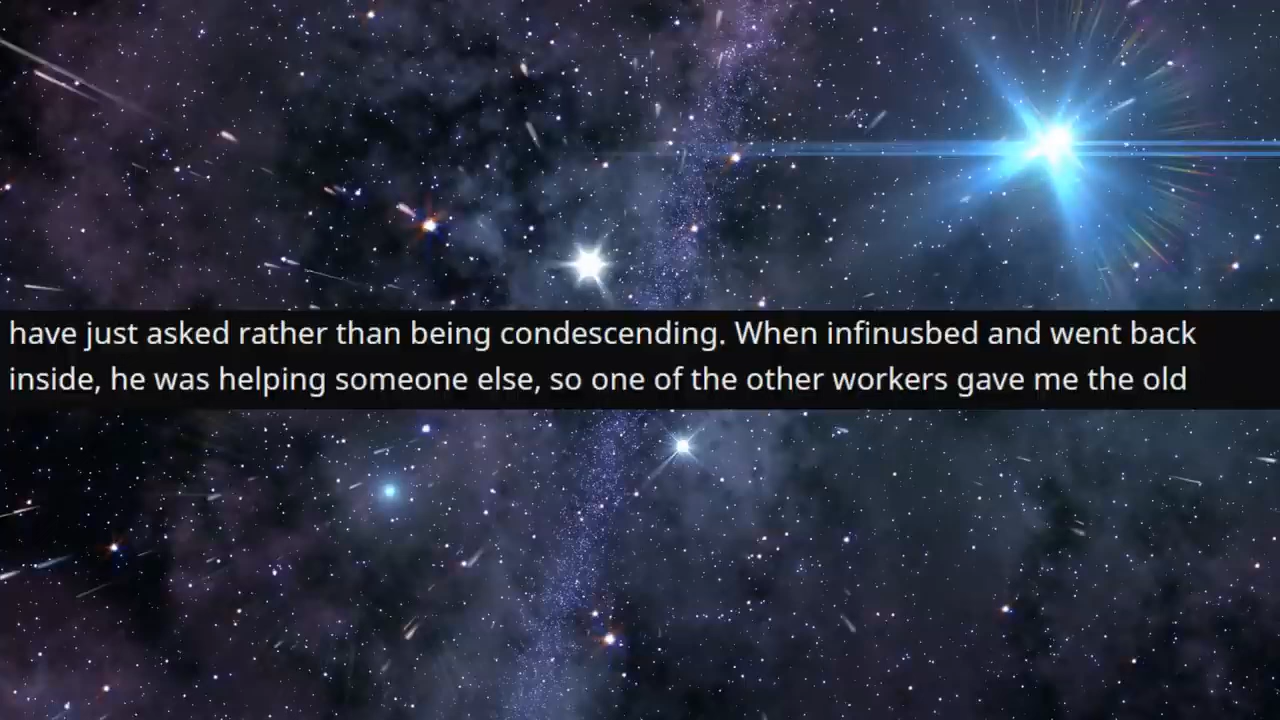 have just asked rather than being condescending. When infinusbed and went back
inside, he was helping someone else, so one of the other workers gave me the old